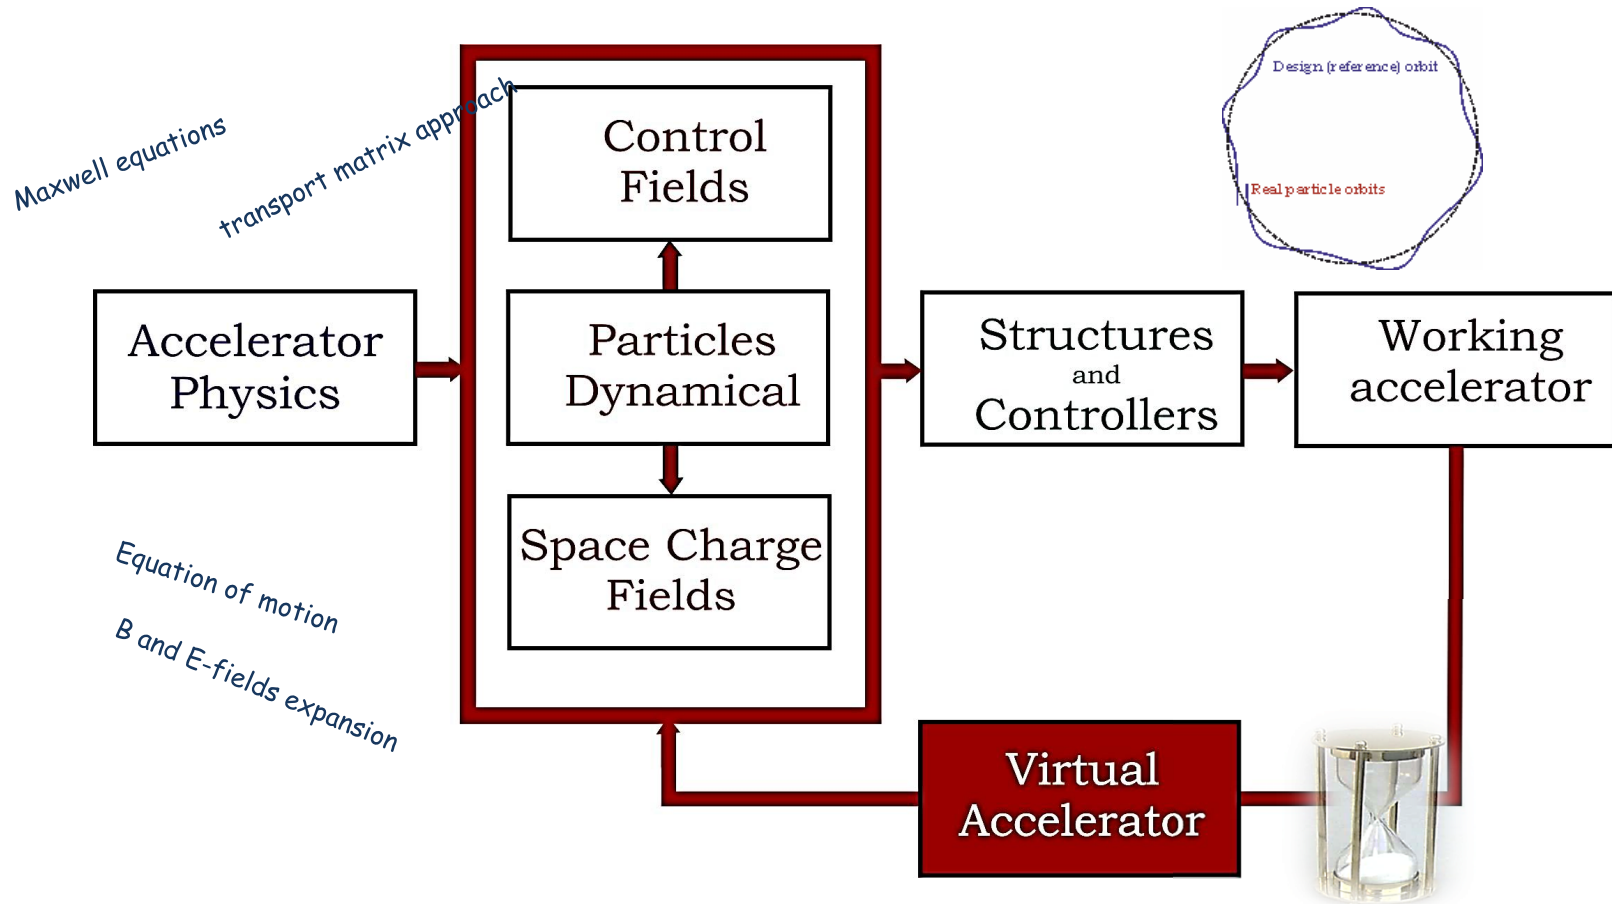 Design (reference) orbit
Maxwell equations
transport matrix approach
Control
Fields
Real particle orbits
Accelerator
Physics
Particles
Dynamical
Structures
and
Controllers
Working
accelerator
Space Charge
Fields
Equation of motion
B and E-fields expansion
Virtual
Accelerator